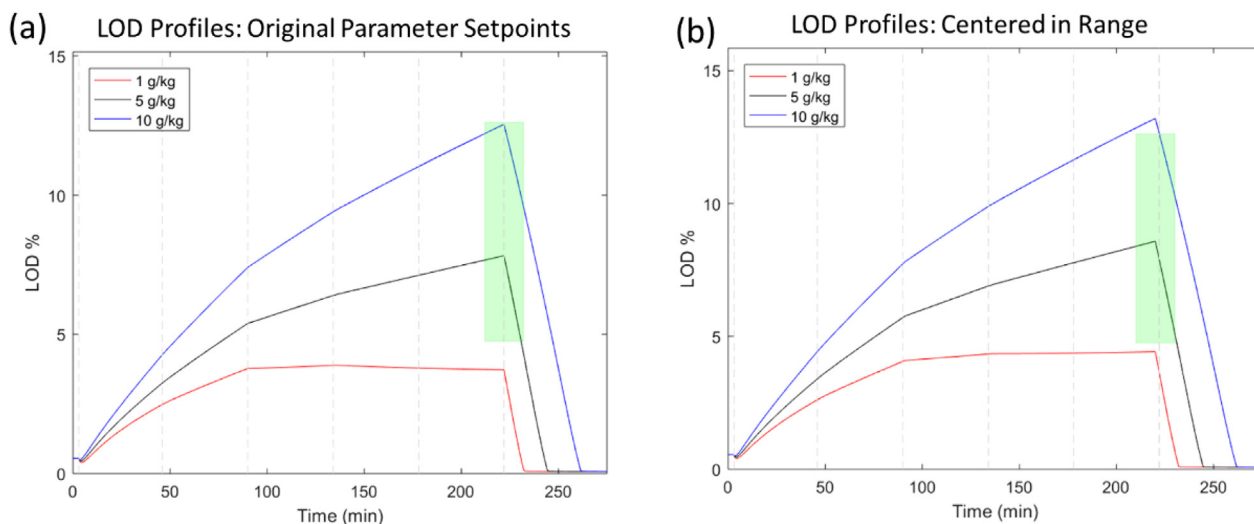 (a)
LOD Profiles: Original Parameter Setpoints
15
10
5
0
LOD %
1 g/kg
5 g/kg
10 g/kg
0 50 100 150 200 250
Time (min)
(b)
LOD Profiles: Centered in Range
15
10
5
0
LOD %
1 g/kg
5 g/kg
10 g/kg
0 50 100 150 200 250
Time (min)